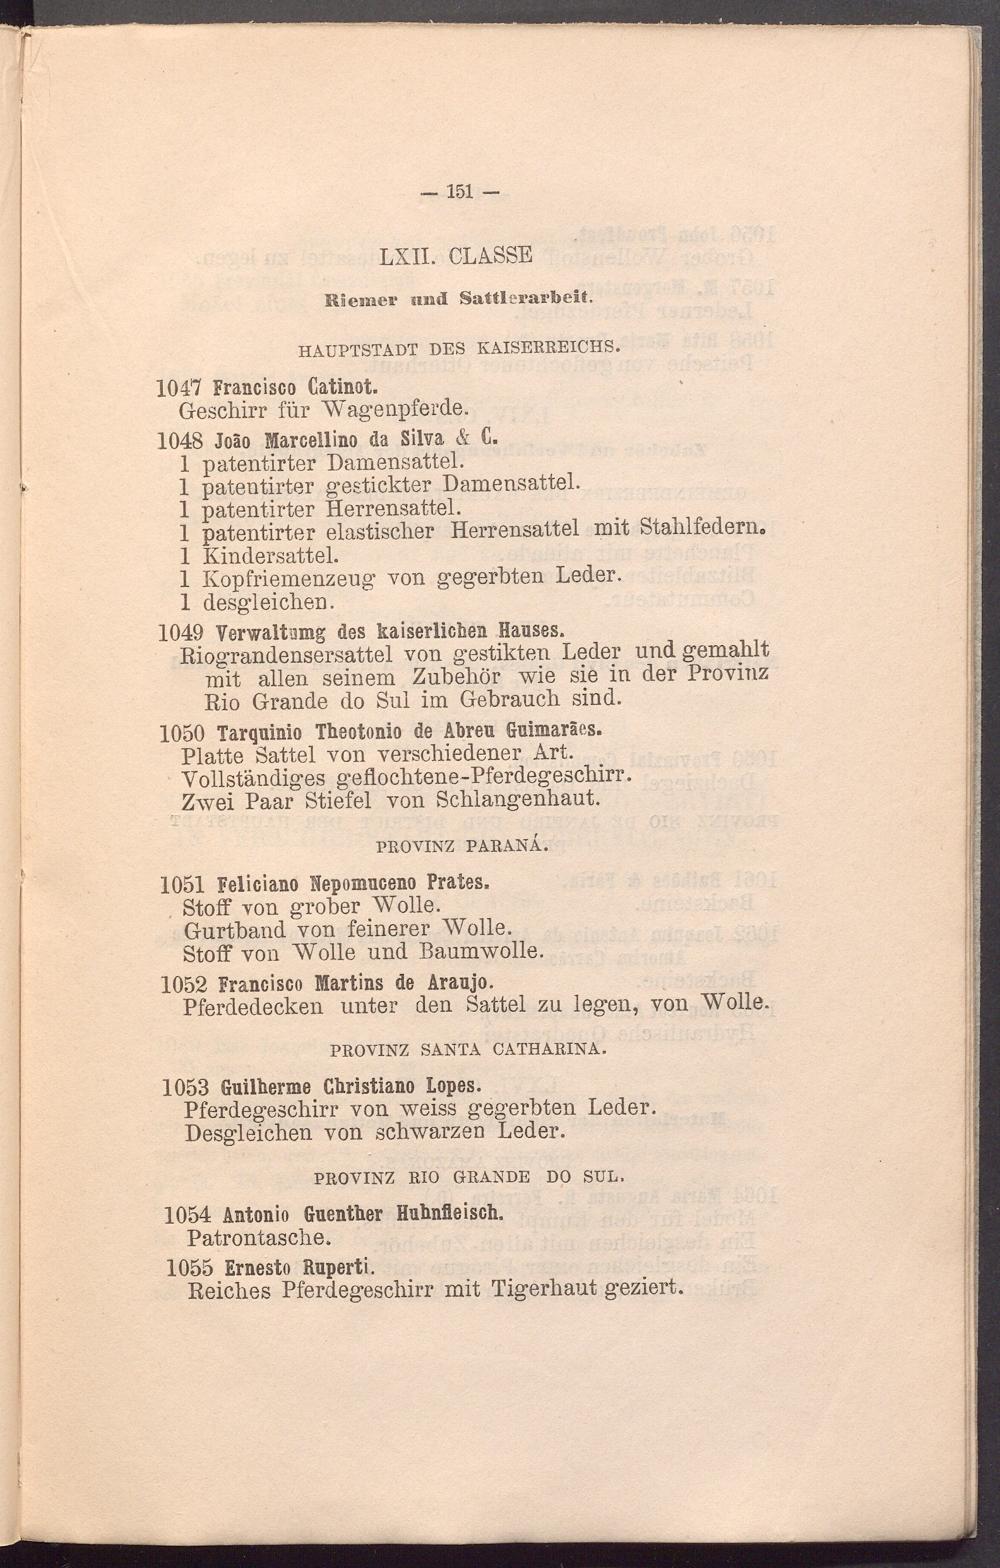 — 151 —
LXII. CLASSE
Riemer und Sattlerarbeit.
HAUPTSTADT DES KAISERREICHS.
1047 Francisco Catinot.
Geschirr für Wagenpferde.
1048 João Marcellino da Silva & C.
1 patentirter Damensattel.
1 patentirter gestickter Damensattel.
1 patentirter Herrensattel.
1 patentirter elastischer Herrensattel mit Stahlfedern.
1 Kindersattel.
1 Kopfriemenzeug von gegerbten Leder.
1 desgleichen.
1049 Verwaltumg des kaiserlichen Hauses.
Riograndensersattel von gestikten Leder und gemahlt
mit allen seinem Zubehör wie sie in der Provinz
Rio Grande do Sul im Gebrauch sind.
1050 Tarquinio Theotonio de Abreu Guimarães.
Platte Sattel von verschiedener Art.
Vollständiges geflochtene-Pferdegeschirr.
Zwei Paar Stiefel von Schlangenhaut.
PROVINZ PARANÁ.
1051 Feliciano Nepomuceno Prates.
Stoff von grober Wolle.
Gurtband von feinerer Wolle.
Stoff von Wolle und Baumwolle.
1052 Francisco Martins de Araujo.
Pferdedecken unter den Sattel zu legen, von Wolle.
PROVINZ SANTA CATHARINA.
1053 Guilherme Christiano Lopes.
Pferdegeschirr von weiss gegerbten Leder.
Desgleichen von schwarzen Leder.
PROVINZ RIO GRANDE DO SUL.
1054 Antonio Guenther Huhnfleisch.
Patrontasche.
1055 Ernesto Ruperti.
Reiches Pferdegeschirr mit Tigerhaut geziert.